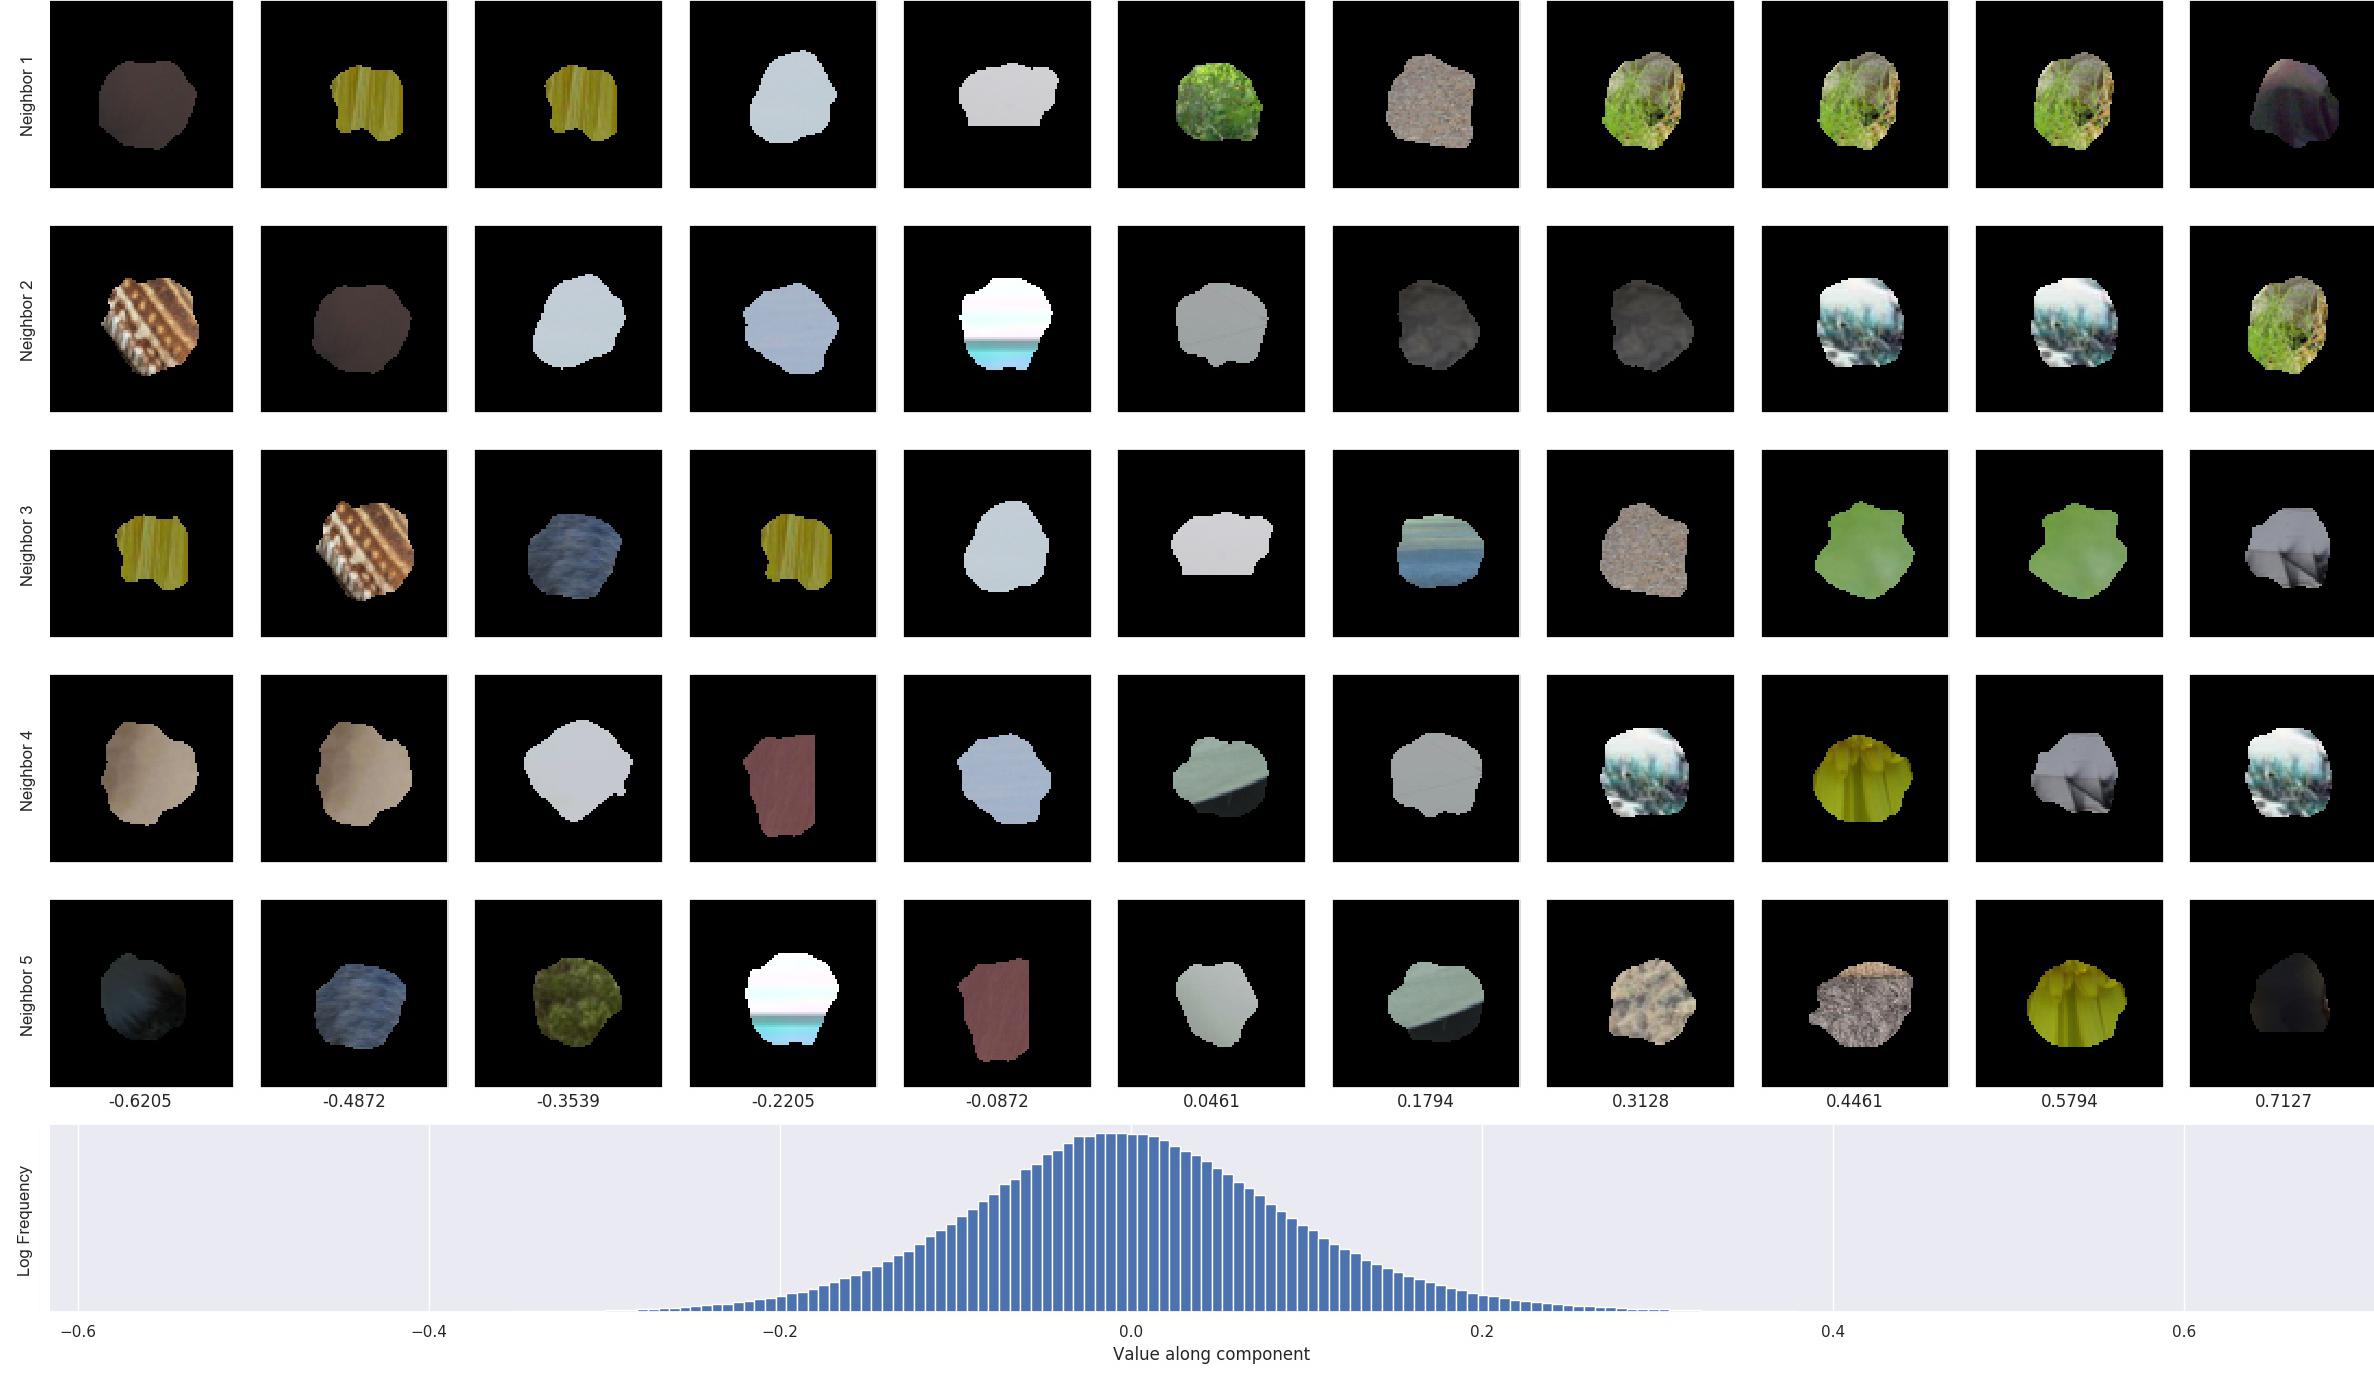 Neighbor 1
Neighbor 2
Neighbor 3
Neighbor 4
Neighbor 5
-0.6205 -0.4872 -0.3539 -0.2205 -0.0872 0.0461 0.1794 0.3128 0.4461 0.5794 0.7127
Log Frequency
−0.6 −0.4 −0.2 0.0 0.2 0.4 0.6
Value along component